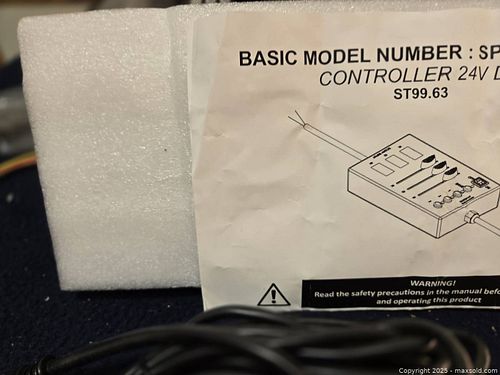 BASIC MODEL NUMBER : SP
CONTROLLER 24V D
ST99.63
WARNING!
Read the safety precautions in the manual befo
and operating this product
Copyright 2025 - maxsold.com